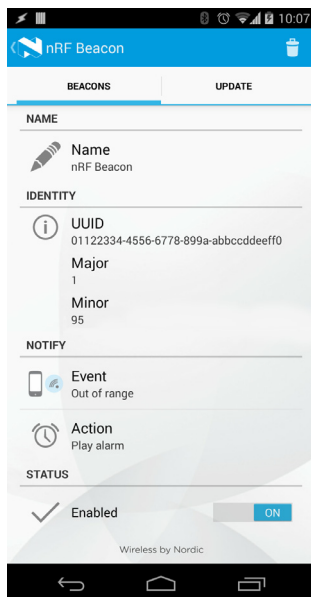 10:07
nRF Beacon
BEACONS UPDATE
NAME
Name
nRF Beacon
IDENTITY
UUID
01122334-4556-6778-899a-abbccddeeff0
Major
1
Minor
95
NOTIFY
Event
Out of range
Action
Play alarm
STATUS
Enabled ON
Wireless by Nordic